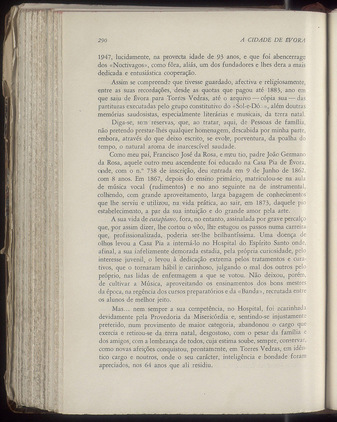 290 A CIDADE DE ÉVORA
1947, lucidamente, na provecta idade de 93 anos, e que foi abencerragem
dos «Noctívagos», como fôra, aliás, um dos fundadores e lhes dera a mais
dedicada e entusiástica cooperação.
Assim se compreende que tivesse guardado, afectiva e religiosamente,
entre as suas recordações, desde as quotas que pagou até 1883, ano em
que saiu de Évora para Torres Vedras, até o arquivo — cópia sua — das
partituras executadas pelo grupo constitutivo do «Sol-e-Dó...», além doutras
memórias saudosistas, especialmente literárias e musicais, da terra natal.
Diga-se, sem reservas, que, ao tratar, aqui, de Pessoas de família,
não pretendo prestar-lhes qualquer homenagem, descabida por minha parte,
embora, através do que deixo escrito, se evole, porventura, da poalha do
tempo, o natural aroma de inarecessível saudade.
Como meu pai, Francisco José da Rosa, e meu tio, padre João Germano
da Rosa, aquele outro meu ascendente foi educado na Casa Pia de Évora,
onde, com o n.º 758 de inscrição, deu entrada em 9 de Junho de 1862,
com 8 anos. Em 1867, depois do ensino primário, matriculou-se na aula
de música vocal (rudimentos) e no ano seguinte na de instrumental,
colhendo, com grande aproveitamento, larga bagagem de conhecimentos
que lhe serviu e utilizou, na vida prática, ao sair, em 1873, daquele pio
estabelecimento, a par da sua intuição e do grande amor pela arte.
A sua vida de casapiano, fora, no entanto, assinalada por grave percalço
que, por assim dizer, lhe cortou o vôo, lhe estugou os passos numa carreira
que, profissionalizada, poderia ser-lhe brilhantíssima. Uma doença de
olhos levou a Casa Pia a interná-lo no Hospital do Espírito Santo onde,
afinal, a sua infelizmente demorada estadia, pela própria curiosidade, pelo
interesse juvenil, o levou à dedicação extrema pelos tratamentos e cura-
tivos, que o tornaram hábil e carinhoso, julgando o mal dos outros pelo
próprio, nas lidas de enfermagem a que se votou. Não deixou, porém,
de cultivar a Música, aproveitando os ensinamentos dos bons mestres
da época, na regência dos cursos preparatórios e da «Banda», recrutada entre
os alunos de melhor jeito.
Mas... nem sempre a sua competência, no Hospital, foi acarinhada
devidamente pela Provedoria da Misericórdia e, sentindo-se injustamente
preterido, num provimento de maior categoria, abandonou o cargo que
exercia e retirou-se da terra natal, desgostoso, com o pesar da família e
dos amigos, com a lembrança de todos, cuja estima soube, sempre, conservar,
como novas afeições conquistou, prontamente, em Torres Vedras, em idên-
tico cargo e noutros, onde o seu carácter, inteligência e bondade foram
apreciados, nos 64 anos que ali residiu.